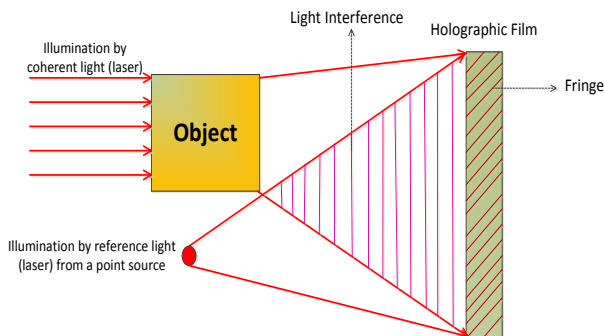 Light Interference
Holographic Film
Illumination by
coherent light (laser)
Fringe
Object
Illumination by reference light
(laser) from a point source